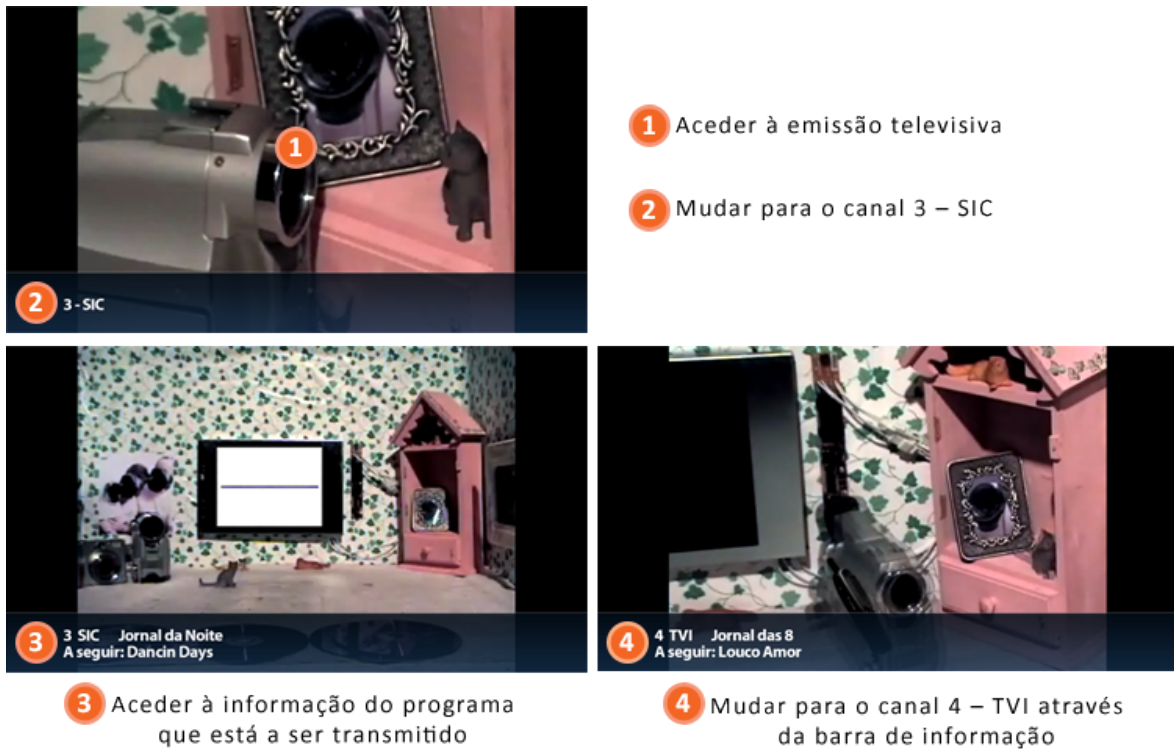 1
1 Aceder à emissão televisiva
2 Mudar para o canal 3 – SIC
2 3 - SIC
3 3 SIC Jornal da Noite
A seguir: Dancin Days
4 4 TVI Jornal das 8
A seguir: Louco Amor
3 Aceder à informação do programa
que está a ser transmitido
4 Mudar para o canal 4 – TVI através
da barra de informação